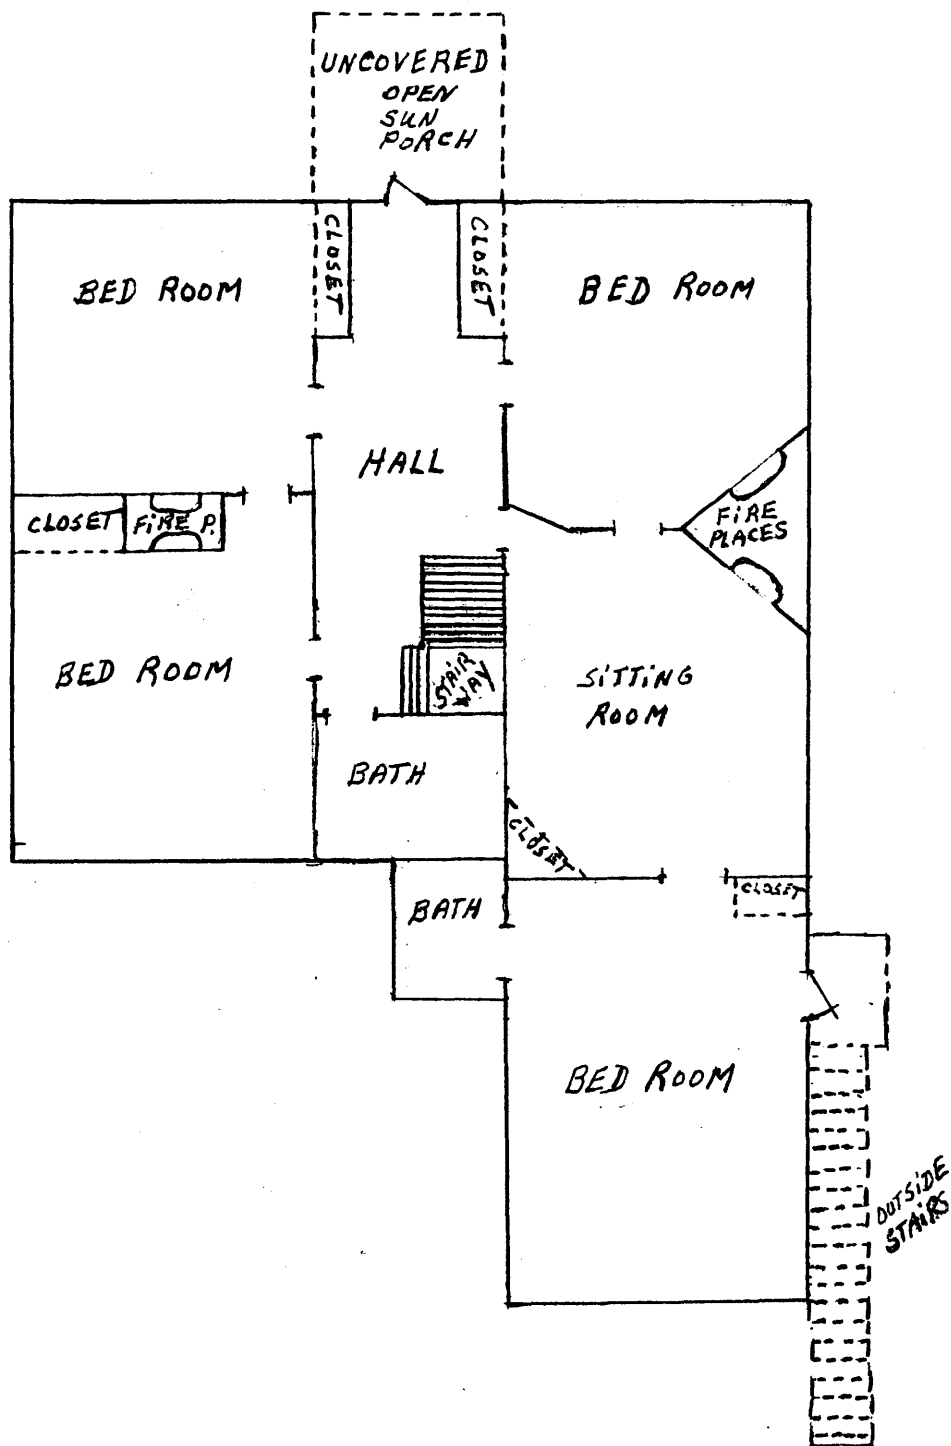 UNCOVERED
OPEN
SUN
PORCH
CLOSET
CLOSET
BED ROOM
BED ROOM
HALL
CLOSET
FiRE P.
FiRE
PLACES
BED ROOM
STAIR
WAY
SiTTiNG
ROOM
BATH
CLOSET
CLOSET
BATH
BED ROOM
OUTSiDE
STAiRS